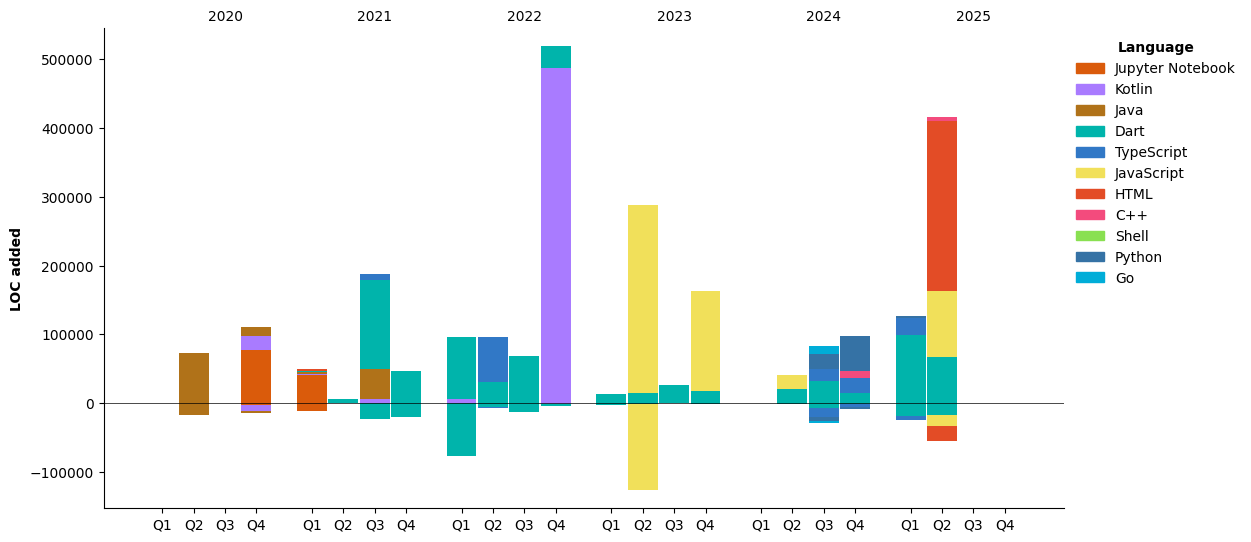 2020 2021 2022 2023 2024 2025
Language
Jupyter Notebook
Kotlin
Java
Dart
TypeScript
JavaScript
HTML
C++
Shell
Python
Go
LOC added
500000
400000
300000
200000
100000
0
−100000
Q1 Q2 Q3 Q4 Q1 Q2 Q3 Q4 Q1 Q2 Q3 Q4 Q1 Q2 Q3 Q4 Q1 Q2 Q3 Q4 Q1 Q2 Q3 Q4